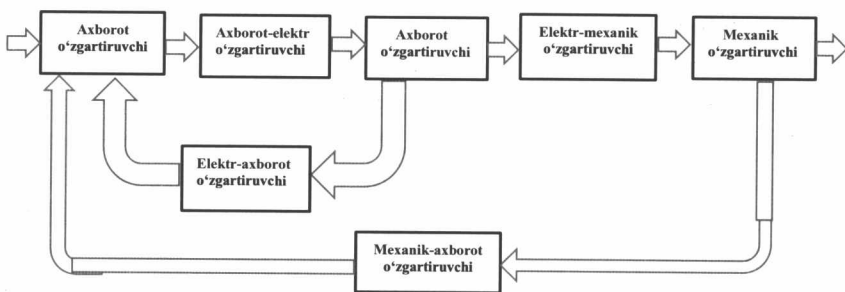 Axborot
o‘zgartiruvchi
Axborot-elektr
o‘zgartiruvchi
Axborot
o‘zgartiruvchi
Elektr-mexanik
o‘zgartiruvchi
Mexanik
o‘zgartiruvchi
Elektr-axborot
o‘zgartiruvchi
Mexanik-axborot
o‘zgartiruvchi